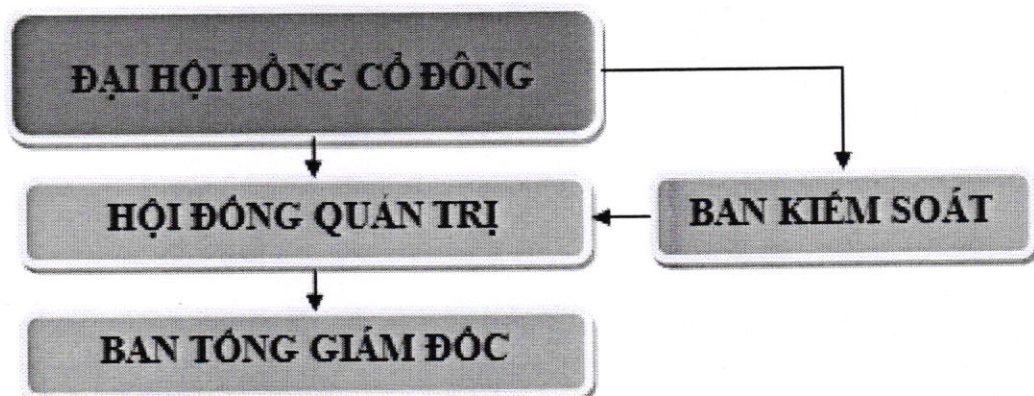 ĐẠI HỘI ĐỒNG CỔ ĐÔNG
HỘI ĐỒNG QUẢN TRỊ
BAN KIỂM SOÁT
BAN TỔNG GIÁM ĐỐC